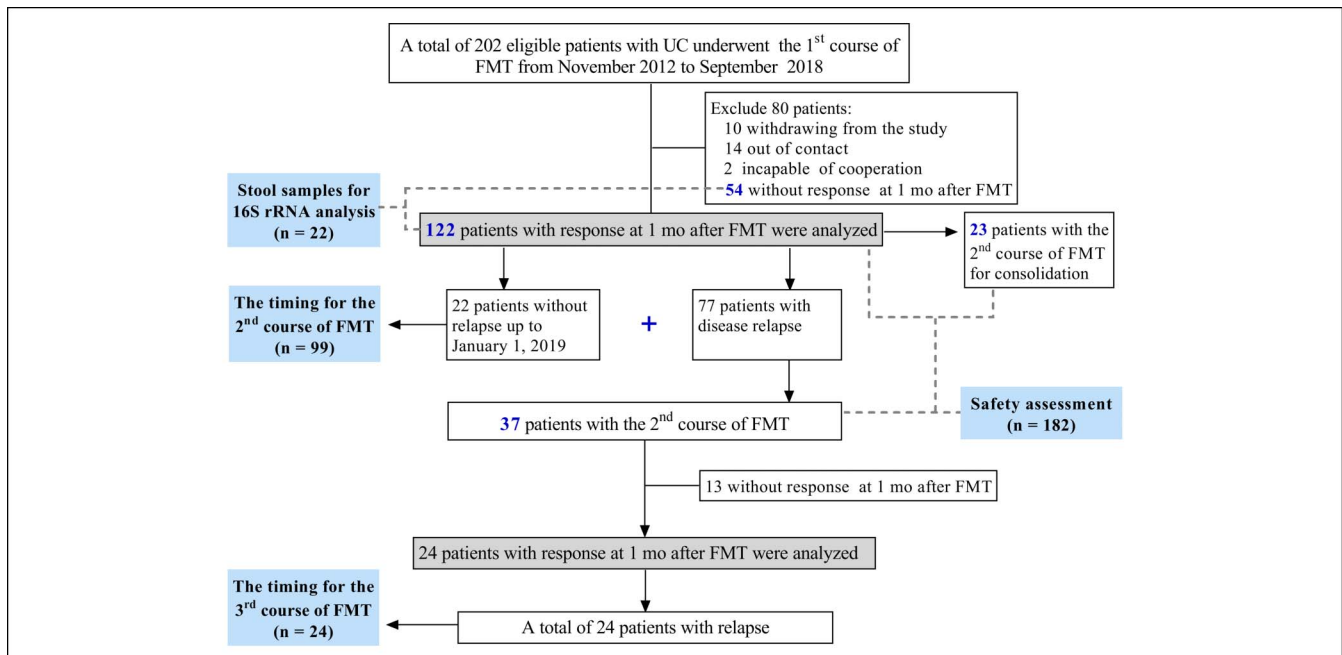 A total of 202 eligible patients with UC underwent the 1st course of
FMT from November 2012 to September 2018
Exclude 80 patients:
10 withdrawing from the study
14 out of contact
2 incapable of cooperation
54 without response at 1 mo after FMT
Stool samples for
16S rRNA analysis
(n = 22)
122 patients with response at 1 mo after FMT were analyzed
23 patients with the
2nd course of FMT
for consolidation
The timing for the
2nd course of FMT
(n = 99)
22 patients without
relapse up to
January 1, 2019
+
77 patients with
disease relapse
37 patients with the 2nd course of FMT
Safety assessment
(n = 182)
13 without response at 1 mo after FMT
24 patients with response at 1 mo after FMT were analyzed
The timing for the
3rd course of FMT
(n = 24)
A total of 24 patients with relapse